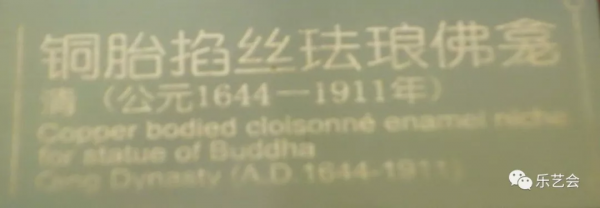 铜胎掐丝珐琅佛龛
清（公元1644—1911年）
Copper bodied cloisonné enamel niche
for statue of Buddha
Qing Dynasty (A.D.1644-1911)
乐艺会